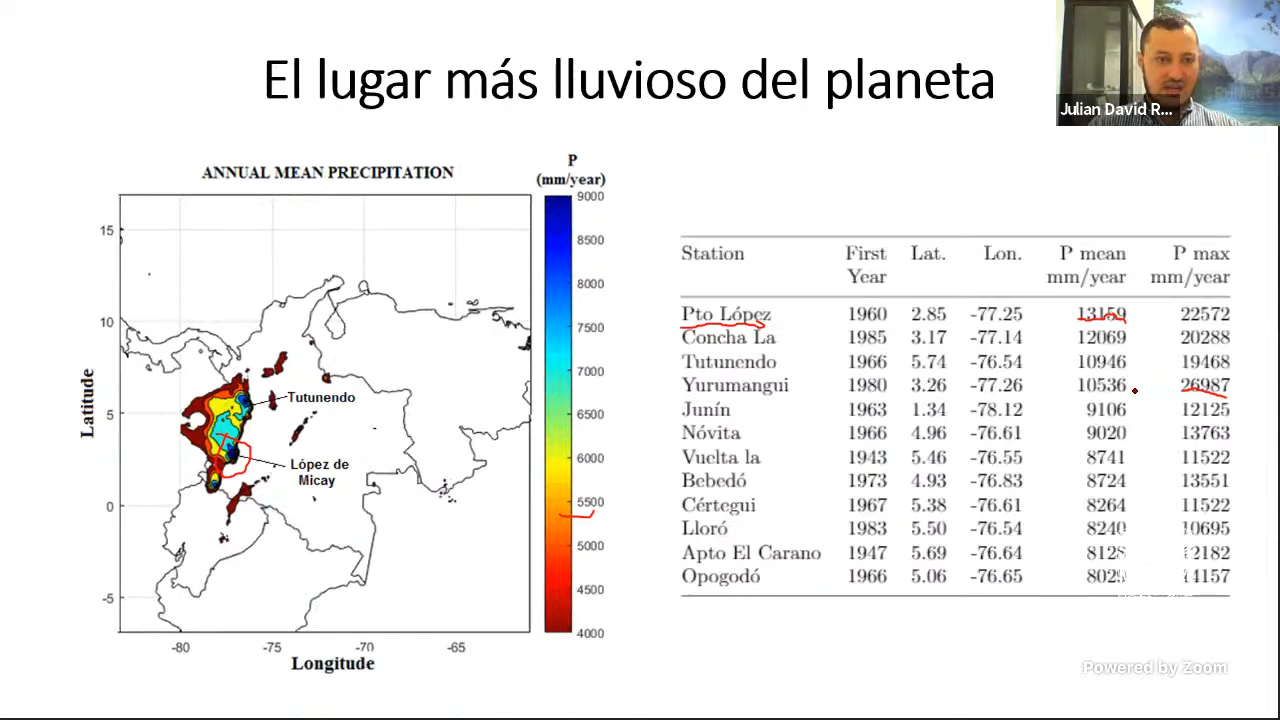 El lugar más lluvioso del planeta
Julian David R...
ANNUAL MEAN PRECIPITATION
P
(mm/year)
9000
8500
8000
7500
7000
6500
6000
5500
5000
4500
4000
Latitude
15
10
5
0
-5
Tutunendo
López de
Micay
-80 -75 -70 -65
Longitude
Station First Lat. Lon. P mean P max
Year mm/year mm/year
Pto López 1960 2.85 -77.25 13159 22572
Concha La 1985 3.17 -77.14 12069 20288
Tutunendo 1966 5.74 -76.54 10946 19468
Yurumangui 1980 3.26 -77.26 10536 26987
Junín 1963 1.34 -78.12 9106 12125
Nóvita 1966 4.96 -76.61 9020 13763
Vuelta la 1943 5.46 -76.55 8741 11522
Bebedó 1973 4.93 -76.83 8724 13551
Cértegui 1967 5.38 -76.61 8264 11522
Lloró 1983 5.50 -76.54 8240 10695
Apto El Carano 1947 5.69 -76.64 8128 12182
Opogodó 1966 5.06 -76.65 8029 14157
Powered by Zoom